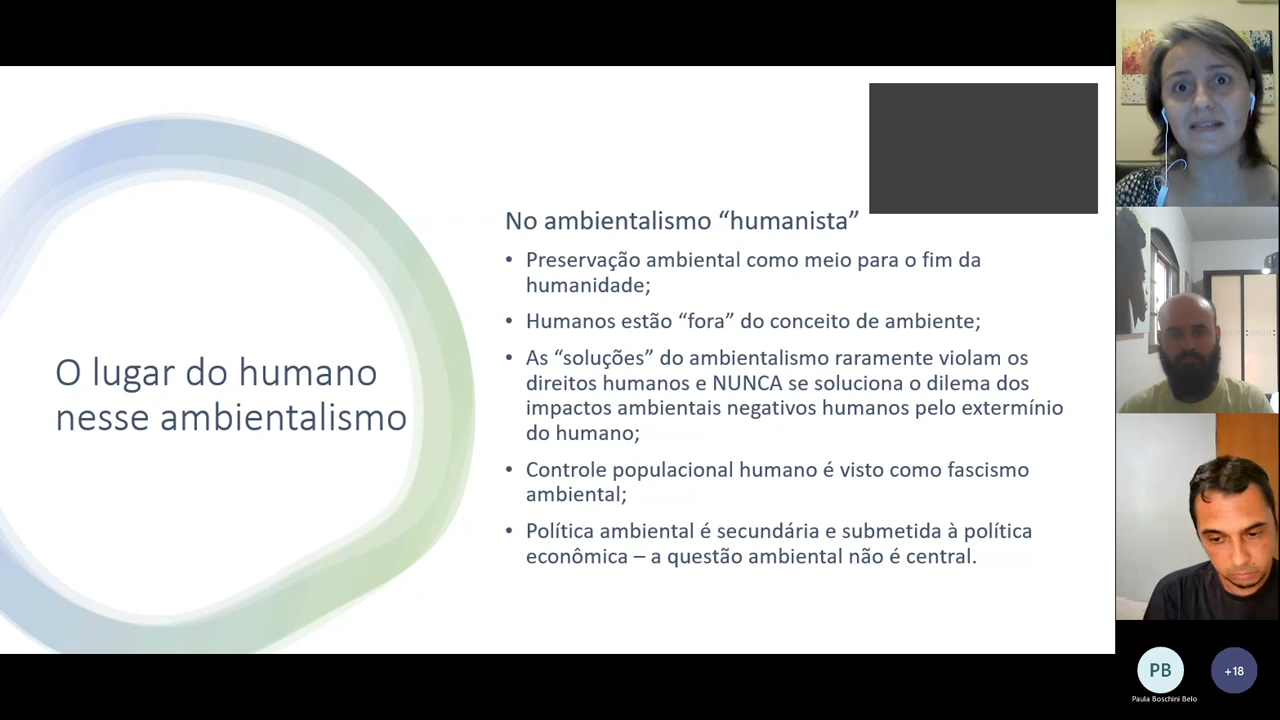 O lugar do humano
nesse ambientalismo
No ambientalismo “humanista”
• Preservação ambiental como meio para o fim da
humanidade;
• Humanos estão “fora” do conceito de ambiente;
• As “soluções” do ambientalismo raramente violam os
direitos humanos e NUNCA se soluciona o dilema dos
impactos ambientais negativos humanos pelo extermínio
do humano;
• Controle populacional humano é visto como fascismo
ambiental;
• Política ambiental é secundária e submetida à política
econômica – a questão ambiental não é central.
PB
+18
Paula Boschini Belo